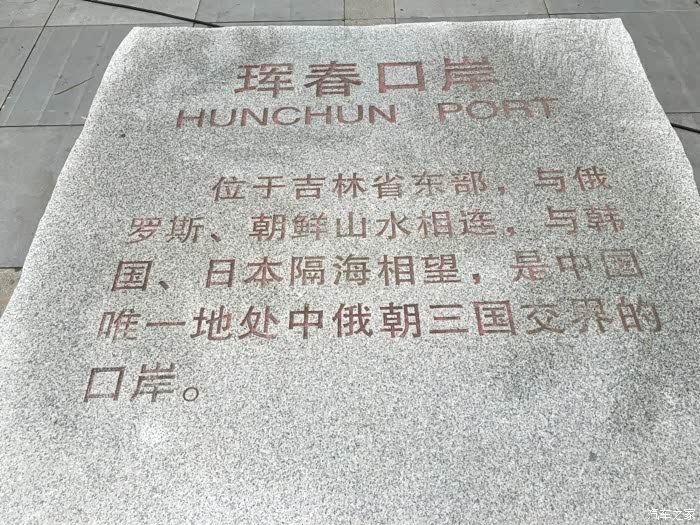 珲春口岸
HUNCHUN PORT
位于吉林省东部，与俄
罗斯、朝鲜山水相连，与韩
国、日本隔海相望，是中国
唯一地处中俄朝三国交界的
口岸。
汽车之家